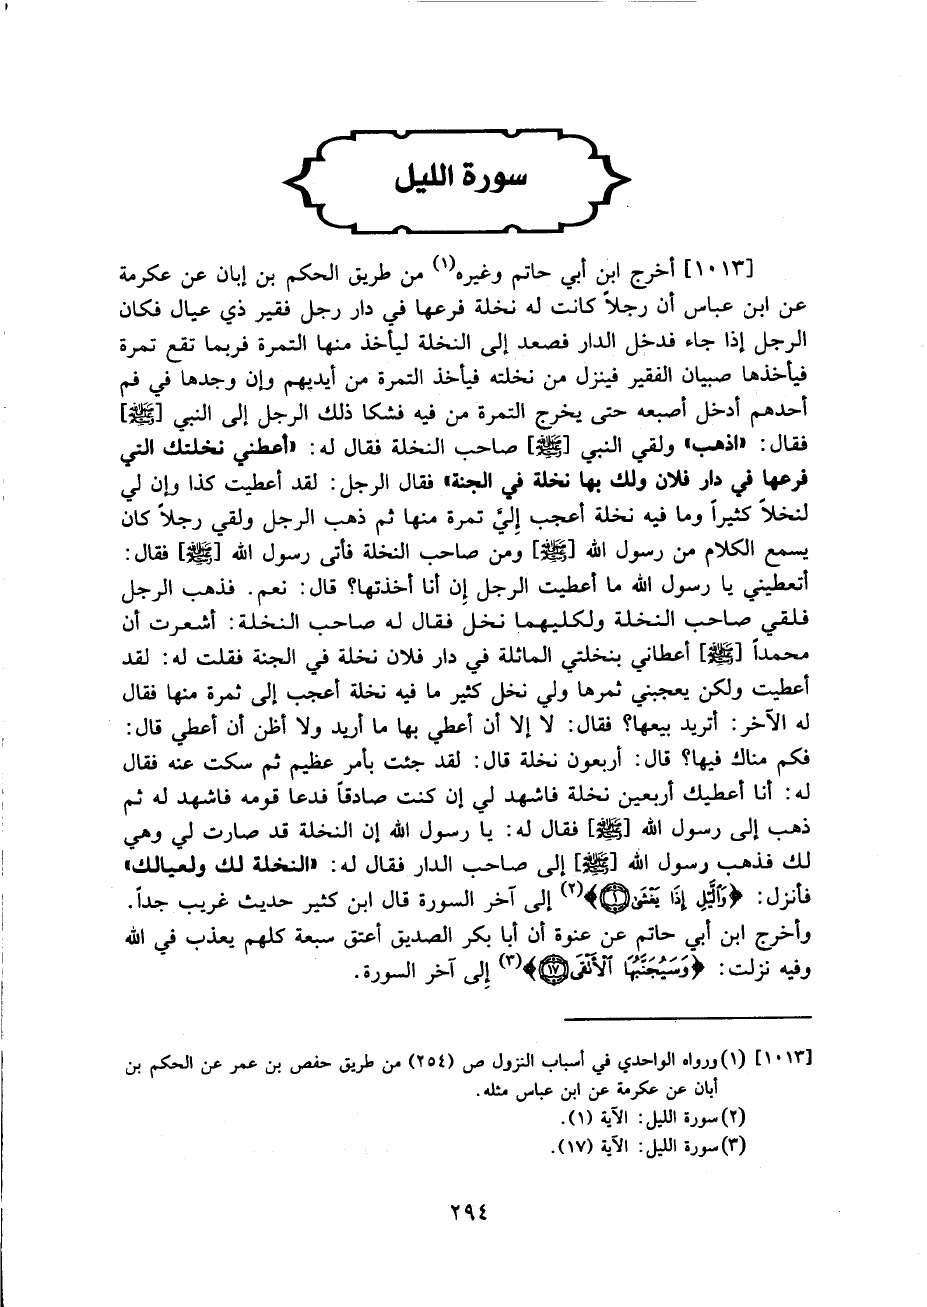 سورة الليل
[١٠١٣] أخرج ابن أبي حاتم وغيره(١) من طريق الحكم بن إبان عن عكرمة
عن ابن عباس أن رجلاً كانت له نخلة فرعها في دار رجل فقير ذي عيال فكان
الرجل إذا جاء فدخل الدار فصعد إلى النخلة ليأخذ منها التمرة فربما تقع تمرة
فيأخذها صبيان الفقير فينزل من نخلته فيأخذ التمرة من أيديهم وإن وجدها في فم
أحدهم أدخل أصبعه حتى يخرج التمرة من فيه فشكا ذلك الرجل إلى النبي [ﷺ]
فقال: «اذهب» ولقي النبي [ﷺ] صاحب النخلة فقال له: «أعطني نخلتك التي
فرعها في دار فلان ولك بها نخلة في الجنة» فقال الرجل: لقد أعطيت كذا وإن لي
لنخلاً كثيراً وما فيه نخلة أعجب إليَّ تمرة منها ثم ذهب الرجل ولقي رجلاً كان
يسمع الكلام من رسول الله [ﷺ] ومن صاحب النخلة فأتى رسول الله [ﷺ] فقال:
أتعطيني يا رسول الله ما أعطيت الرجل إن أنا أخذتها؟ قال: نعم. فذهب الرجل
فلقي صاحب النخلة ولكليهما نخل فقال له صاحب النخلة: أشعرت أن
محمداً [ﷺ] أعطاني بنخلتي المائلة في دار فلان نخلة في الجنة فقلت له: لقد
أعطيت ولكن يعجبني ثمرها ولي نخل كثير ما فيه نخلة أعجب إلى ثمرة منها فقال
له الآخر: أتريد بيعها؟ فقال: لا إلا أن أعطي بها ما أريد ولا أظن أن أعطي قال:
فكم مناك فيها؟ قال: أربعون نخلة قال: لقد جئت بأمر عظيم ثم سكت عنه فقال
له: أنا أعطيك أربعين نخلة فاشهد لي إن كنت صادقاً فدعا قومه فاشهد له ثم
ذهب إلى رسول الله [ﷺ] فقال له: يا رسول الله إن النخلة قد صارت لي وهي
لك فذهب رسول الله [ﷺ] إلى صاحب الدار فقال له: «النخلة لك ولعيالك»
فأنزل: ﴿وَٱلَّيْلِ إِذَا يَغْشَىٰ ١﴾(٢) إلى آخر السورة قال ابن كثير حديث غريب جداً.
وأخرج ابن أبي حاتم عن عنوة أن أبا بكر الصديق أعتق سبعة كلهم يعذب في الله
وفيه نزلت: ﴿وَسَيُجَنَّبُهَا ٱلْأَتْقَى ١٧﴾(٣) إلى آخر السورة.
[١٠١٣] (١) ورواه الواحدي في أسباب النزول ص (٢٥٤) من طريق حفص بن عمر عن الحكم بن
أبان عن عكرمة عن ابن عباس مثله.
(٢) سورة الليل: الآية (١).
(٣) سورة الليل: الآية (١٧).
٢٩٤